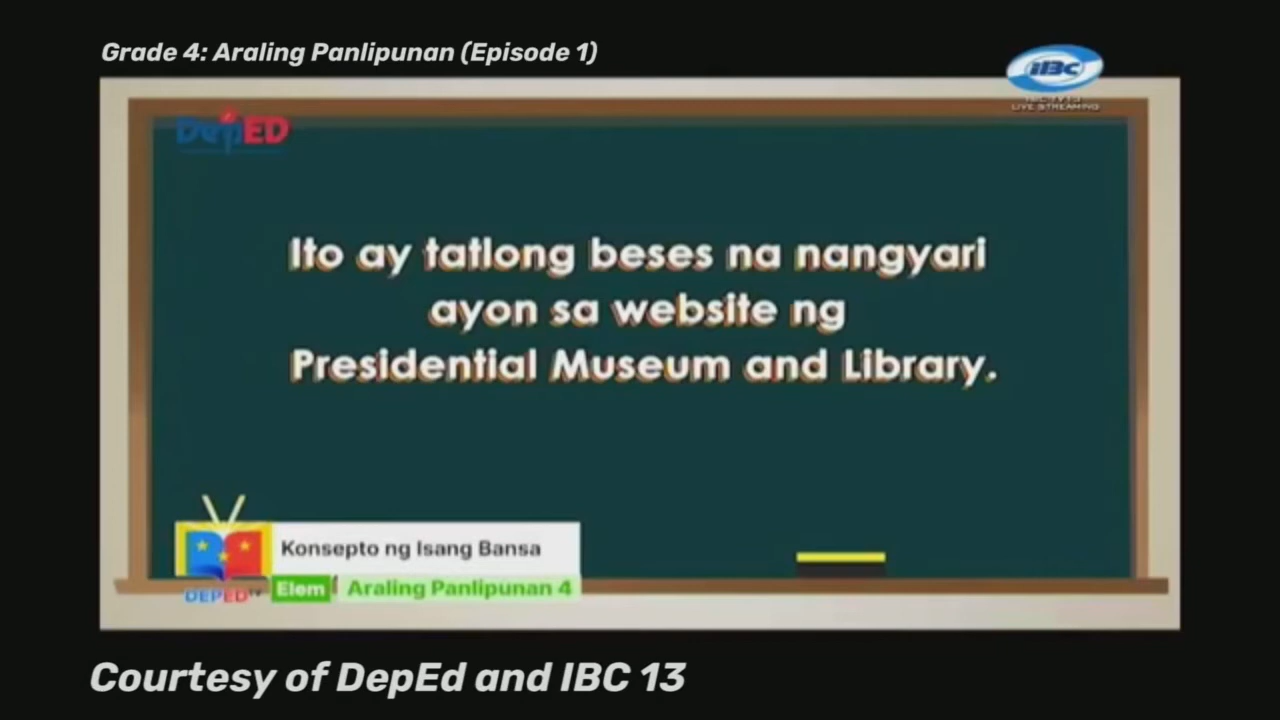 Grade 4: Araling Panlipunan (Episode 1)
iBC
LIVE STREAMING
DepED
Ito ay tatlong beses na nangyari
ayon sa website ng
Presidential Museum and Library.
Konsepto ng Isang Bansa
DEPED TV
Elem
Araling Panlipunan 4
Courtesy of DepEd and IBC 13